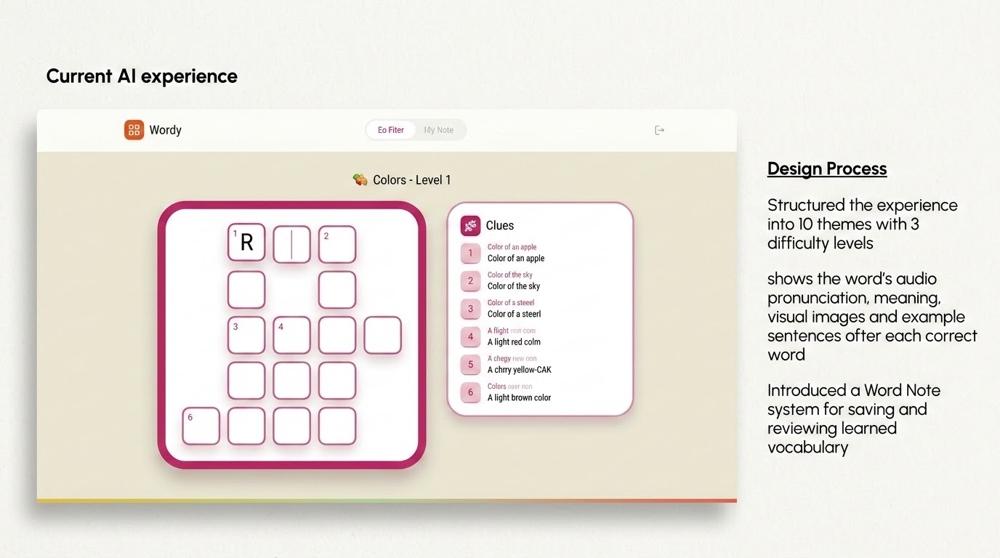 Current AI experience
Wordy
Eo Fiter
My Note
Colors - Level 1
1
R
2
3
4
6
Clues
1
Color of an apple
Color of an apple
2
Color of the sky
Color of the sky
3
Color of a steeel
Color of a steerl
4
A flight
A light red colm
5
A chegy new
A chrry yellow-CAK
6
Colors
A light brown color
Design Process
Structured the experience
into 10 themes with 3
difficulty levels
shows the word's audio
pronunciation, meaning,
visual images and example
sentences ofter each correct
word
Introduced a Word Note
system for saving and
reviewing learned
vocabulary